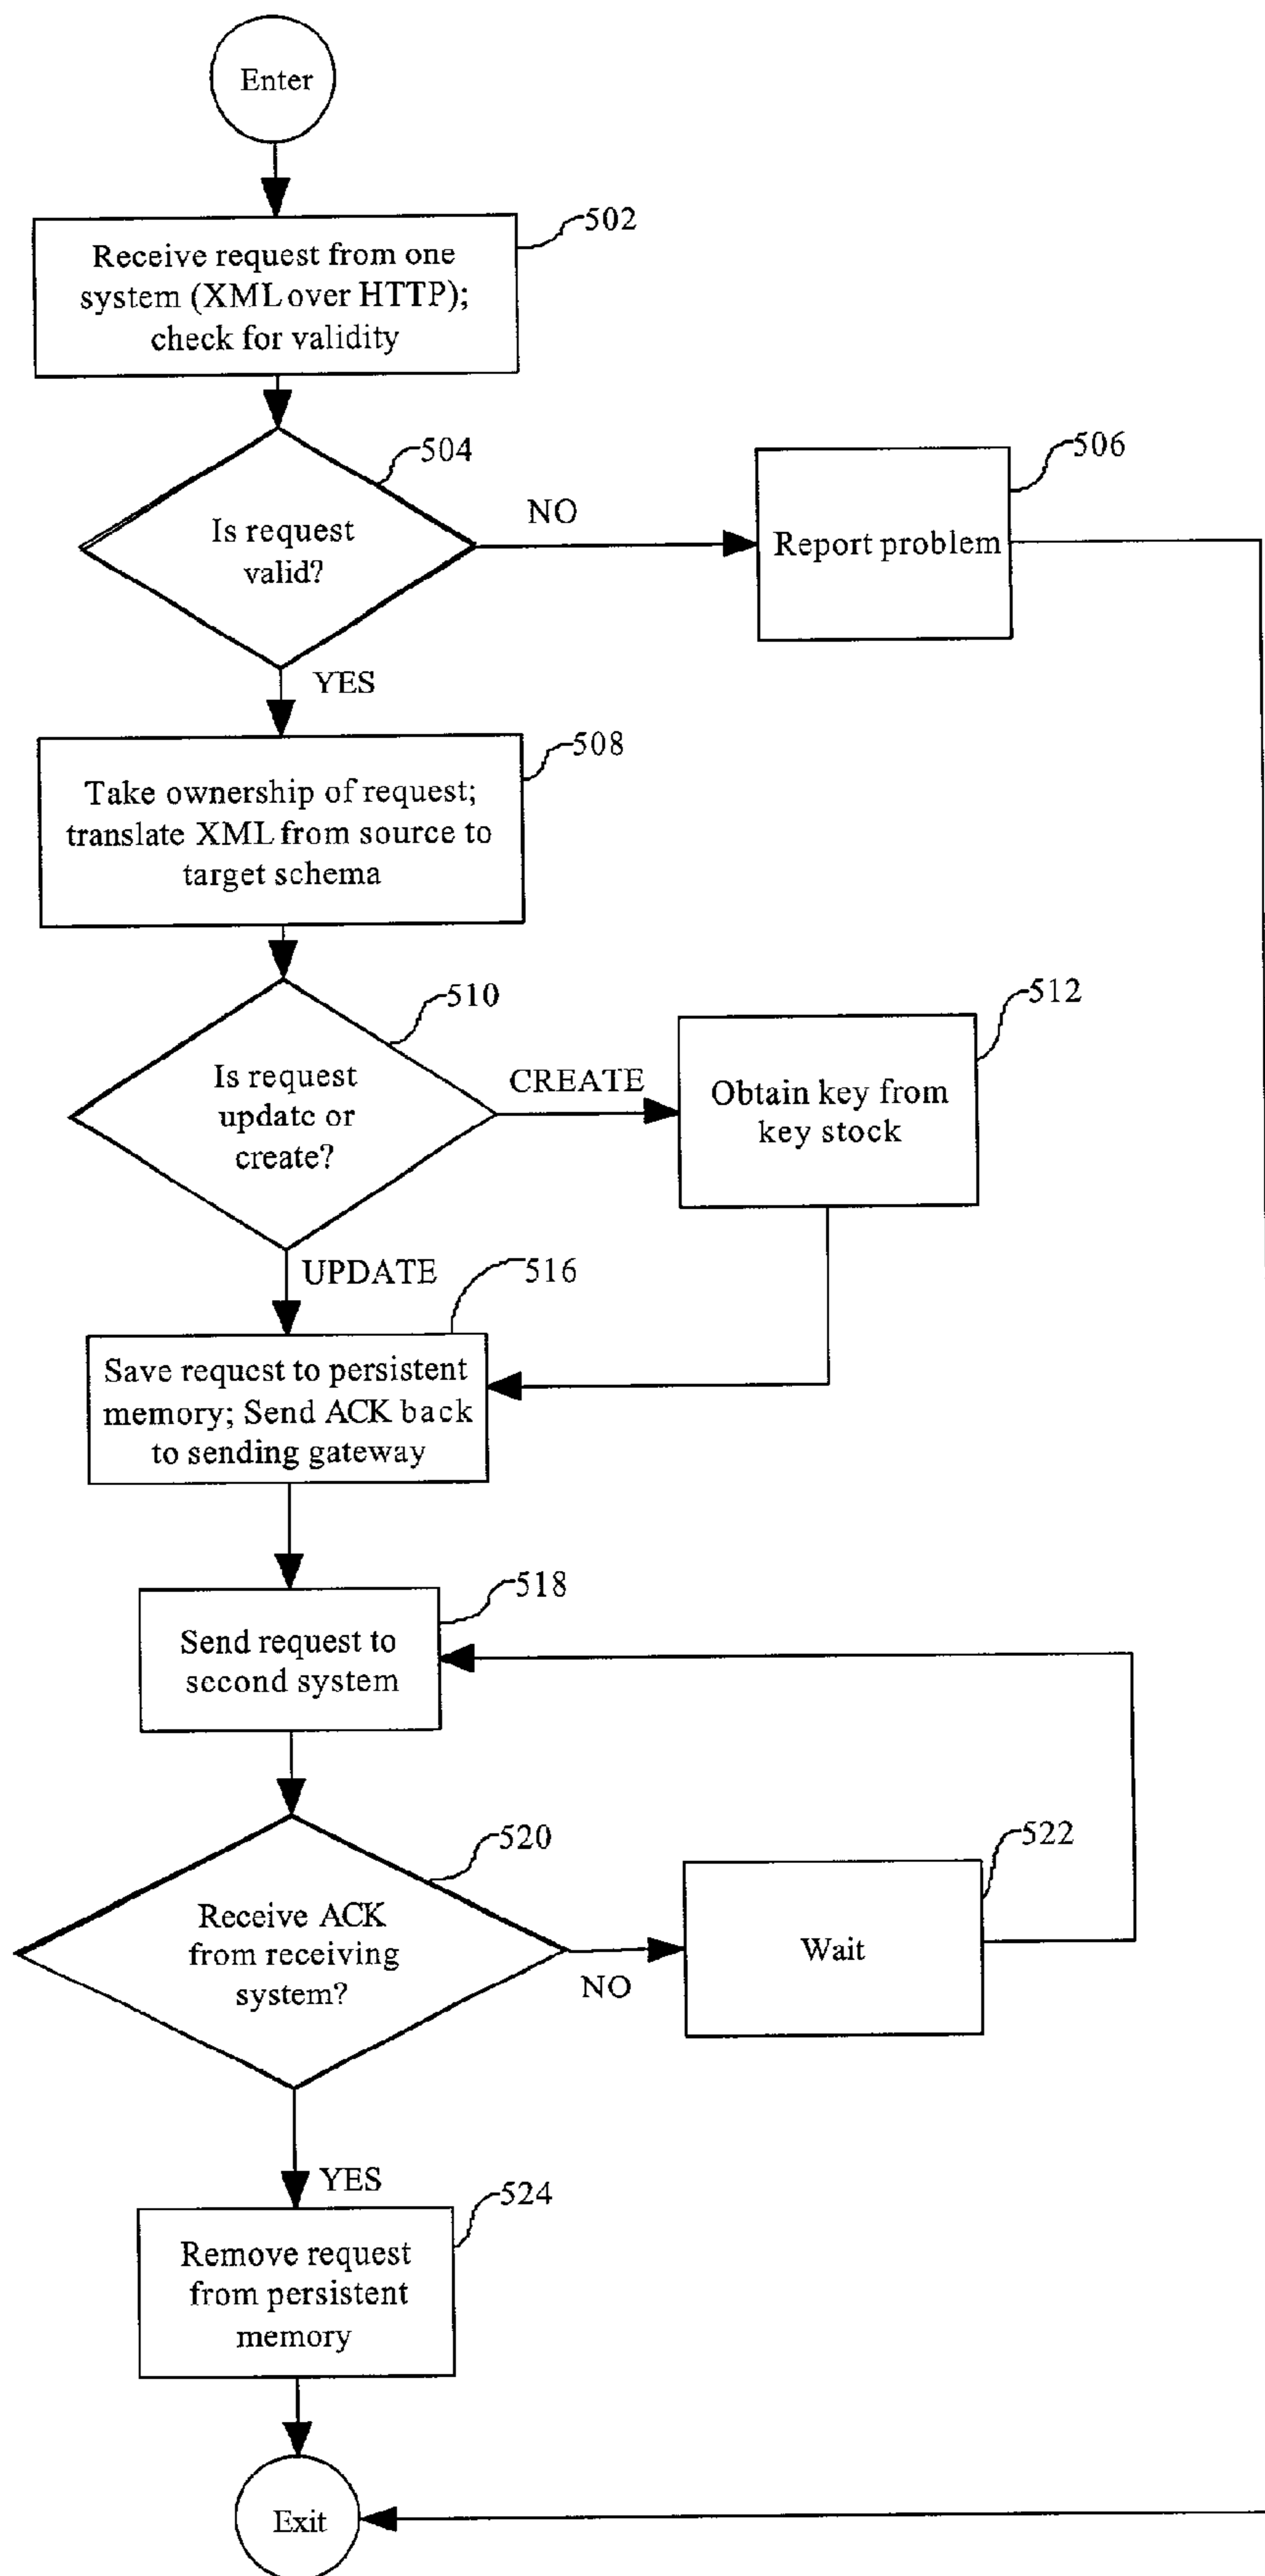 Enter
502
Receive request from one
system (XML over HTTP);
check for validity
504
Is request
valid?
NO
506
Report problem
YES
508
Take ownership of request;
translate XML from source to
target schema
510
Is request
update or
create?
CREATE
512
Obtain key from
key stock
UPDATE
516
Save request to persistent
memory; Send ACK back
to sending gateway
518
Send request to
second system
520
Receive ACK
from receiving
system?
NO
522
Wait
YES
524
Remove request
from persistent
memory
Exit